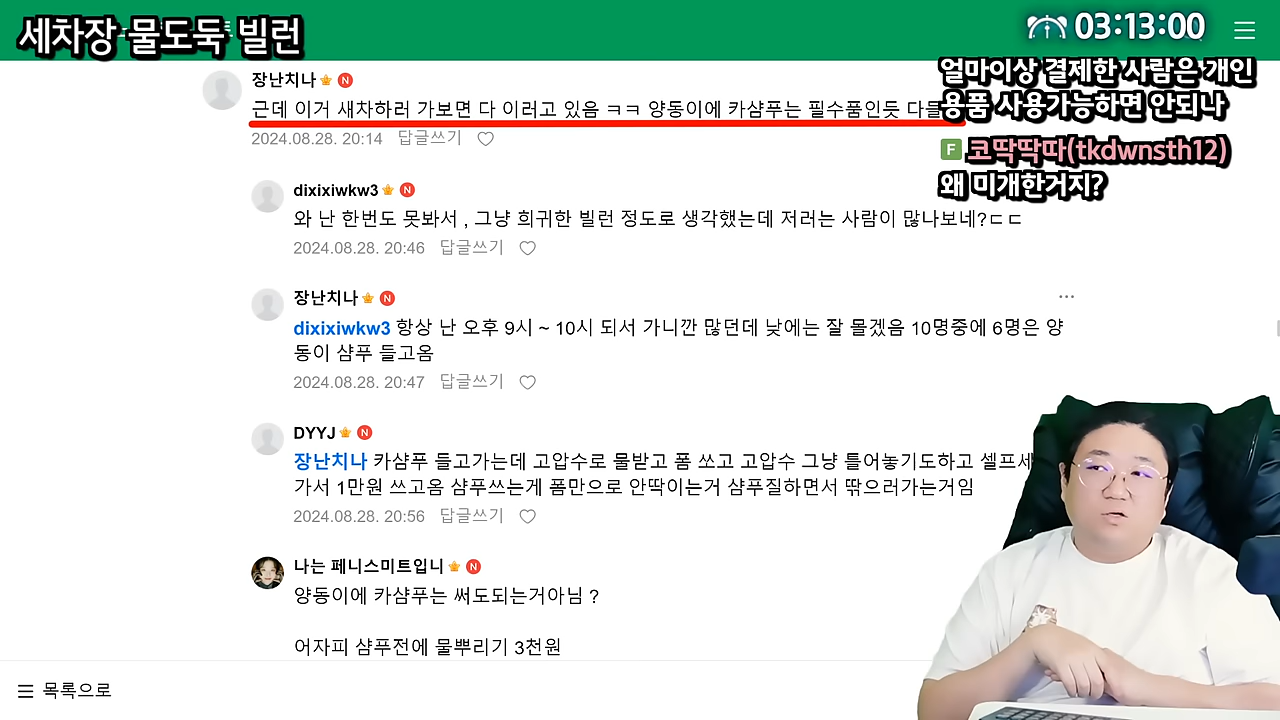 세차장 물도둑 빌런
03:13:00
얼마이상 결제한 사람은 개인
용품 사용가능하면 안되나
F 코딱딱따(tkdwnsth12)
왜 미개한거지?
장난치나 N
근데 이거 새차하러 가보면 다 이러고 있음 ㅋㅋ 양동이에 카샴푸는 필수품인듯 다들
2024.08.28. 20:14 답글쓰기
dixixiwkw3 N
와 난 한번도 못봐서 , 그냥 희귀한 빌런 정도로 생각했는데 저러는 사람이 많나보네?ㄷㄷ
2024.08.28. 20:46 답글쓰기
장난치나 N
dixixiwkw3 항상 난 오후 9시 ~ 10시 되서 가니깐 많던데 낮에는 잘 몰겠음 10명중에 6명은 양
동이 샴푸 들고옴
2024.08.28. 20:47 답글쓰기
DYYJ N
장난치나 카샴푸 들고가는데 고압수로 물받고 폼 쏘고 고압수 그냥 틀어놓기도하고 셀프세
가서 1만원 쓰고옴 샴푸쓰는게 폼만으로 안딱이는거 샴푸질하면서 딲으러가는거임
2024.08.28. 20:56 답글쓰기
나는 페니스미트입니 N
양동이에 카샴푸는 써도되는거아님 ?
어자피 샴푸전에 물뿌리기 3천원
목록으로